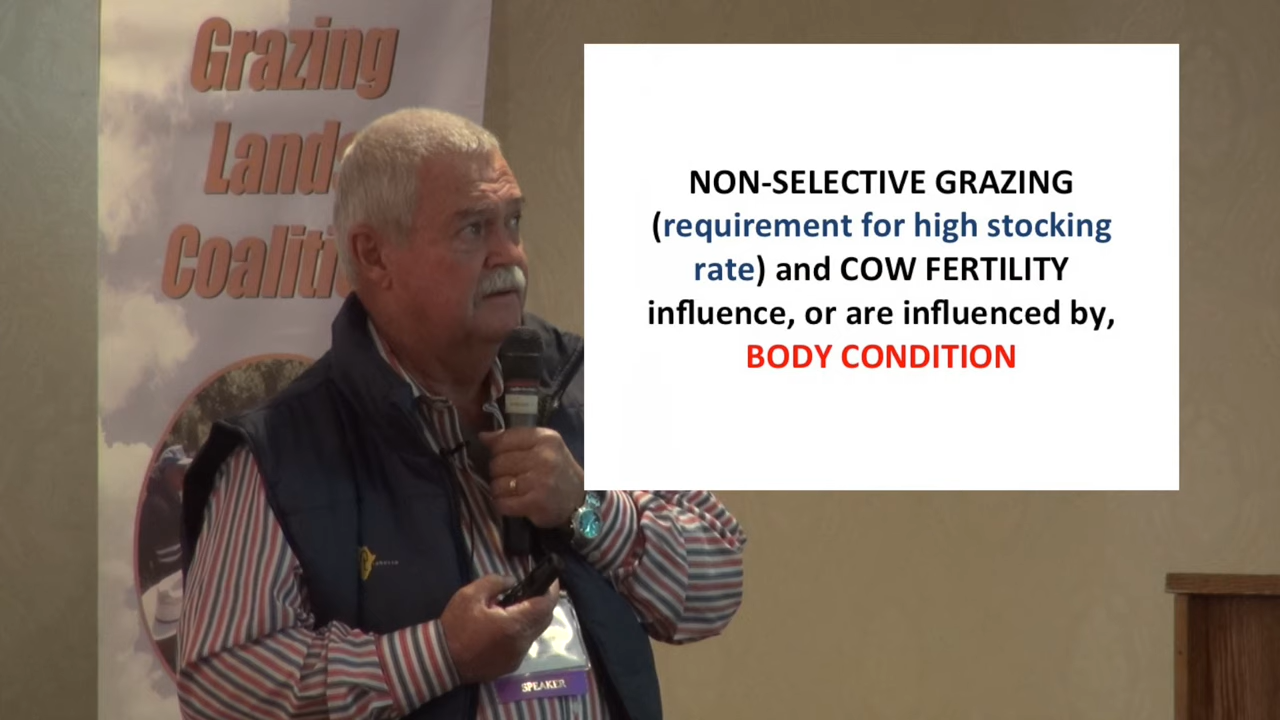 Grazing
Land
Coaliti
NON-SELECTIVE GRAZING
(requirement for high stocking
rate) and COW FERTILITY
influence, or are influenced by,
BODY CONDITION
SPEAKER